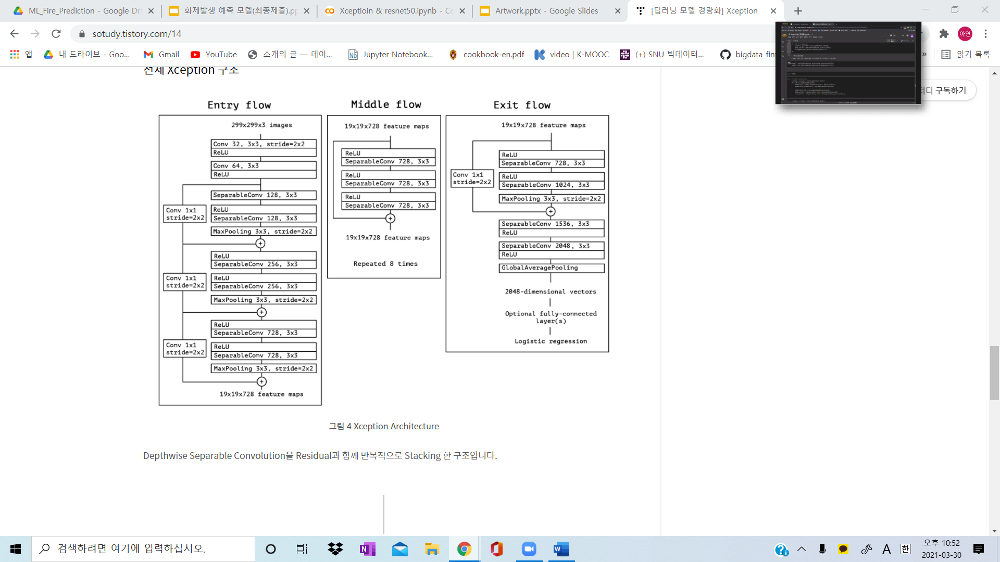 ML_Fire_Prediction - Google Dri
화제발생 예측 모델(최종제출).pp
Xceptioin & resnet50.ipynb - Co
Artwork.pptx - Google Slides
[딥러닝 모델 경량화] Xception
sotudy.tistory.com/14
아연
앱
내 드라이브 - Goo...
Gmail
YouTube
소개의 글 — 데이...
Jupyter Notebook...
cookbook-en.pdf
video | K-MOOC
(+) SNU 빅데이터...
bigdata_fin
»
읽기 목록
전체 Xception 구조
구독하기
Entry flow
299x299x3 images
Conv 32, 3x3, stride=2x2
ReLU
Conv 64, 3x3
ReLU
SeparableConv 128, 3x3
Conv 1x1
stride=2x2
ReLU
SeparableConv 128, 3x3
MaxPooling 3x3, stride=2x2
+
ReLU
SeparableConv 256, 3x3
Conv 1x1
stride=2x2
ReLU
SeparableConv 256, 3x3
MaxPooling 3x3, stride=2x2
+
ReLU
SeparableConv 728, 3x3
Conv 1x1
stride=2x2
ReLU
SeparableConv 728, 3x3
MaxPooling 3x3, stride=2x2
+
19x19x728 feature maps
Middle flow
19x19x728 feature maps
ReLU
SeparableConv 728, 3x3
ReLU
SeparableConv 728, 3x3
ReLU
SeparableConv 728, 3x3
+
19x19x728 feature maps
Repeated 8 times
Exit flow
19x19x728 feature maps
ReLU
SeparableConv 728, 3x3
Conv 1x1
stride=2x2
ReLU
SeparableConv 1024, 3x3
MaxPooling 3x3, stride=2x2
+
SeparableConv 1536, 3x3
ReLU
SeparableConv 2048, 3x3
ReLU
GlobalAveragePooling
2048-dimensional vectors
Optional fully-connected
layer(s)
Logistic regression
그림 4 Xception Architecture
Depthwise Separable Convolution을 Residual과 함께 반복적으로 Stacking 한 구조입니다.
검색하려면 여기에 입력하십시오.
A
한
오후 10:52
2021-03-30